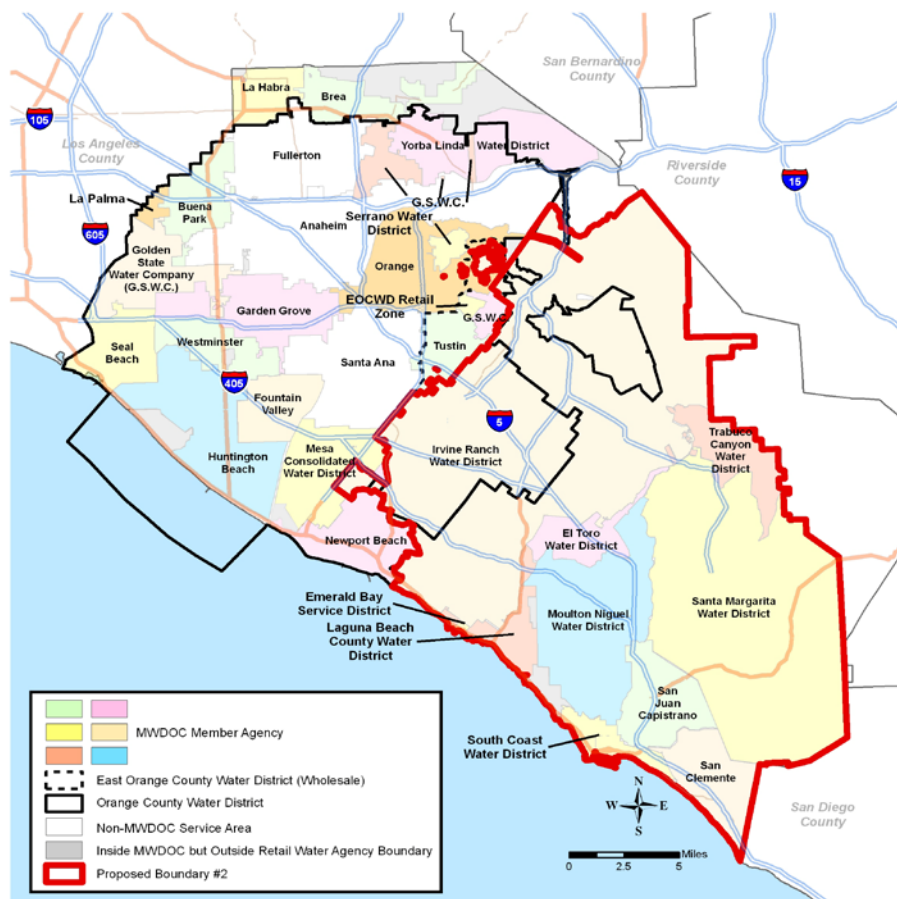 San Bernardino
County
La Habra
Brea
105
Los Angeles
County
Yorba Linda
Water District
Fullerton
Riverside
County
15
La Palma
Buena
Park
G.S.W.C.
Serrano Water
District
Anaheim
605
Golden
State
Water Company
(G.S.W.C.)
Orange
EOCWD Retail
Zone
G.S.W.C.
Garden Grove
Seal
Beach
Westminster
Tustin
Santa Ana
405
Fountain
Valley
5
Trabuco
Canyon
Water
District
Irvine Ranch
Water District
Mesa
Consolidated
Water District
Huntington
Beach
El Toro
Water District
Newport Beach
Emerald Bay
Service District
Santa Margarita
Water District
Moulton Niguel
Water District
Laguna Beach
County Water
District
San
Juan
Capistrano
South Coast
Water District
San
Clemente
MWDOC Member Agency
East Orange County Water District (Wholesale)
Orange County Water District
Non-MWDOC Service Area
Inside MWDOC but Outside Retail Water Agency Boundary
Proposed Boundary #2
N
W E
S
San Diego
County
0 2.5 5 Miles